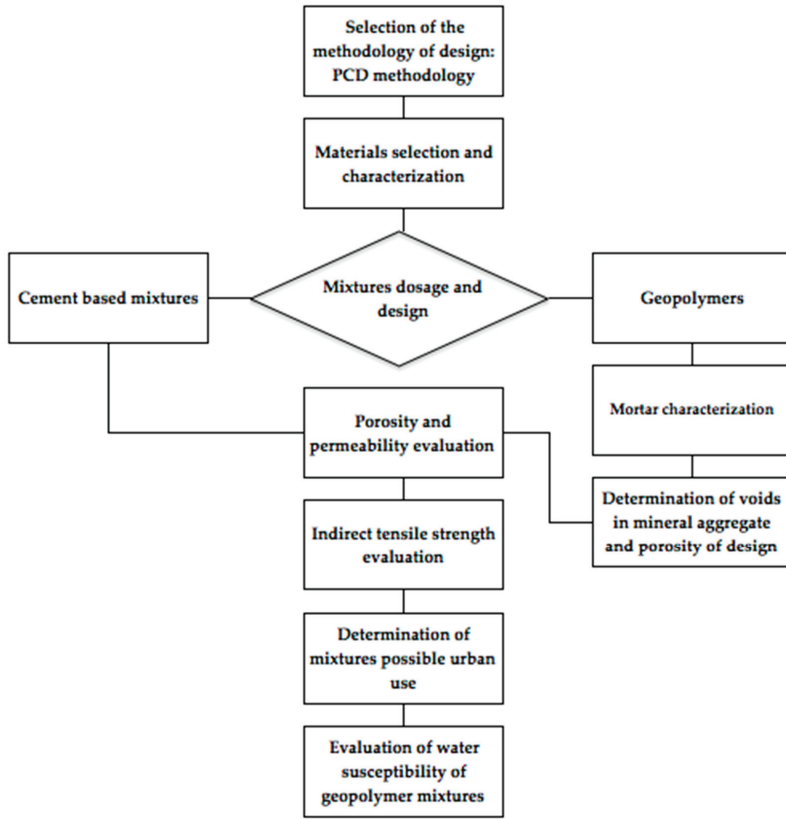 Selection of the
methodology of design:
PCD methodology
Materials selection and
characterization
Cement based mixtures
Mixtures dosage and
design
Geopolymers
Mortar characterization
Porosity and
permeability evaluation
Determination of voids
in mineral aggregate
and porosity of design
Indirect tensile strength
evaluation
Determination of
mixtures possible urban
use
Evaluation of water
susceptibility of
geopolymer mixtures